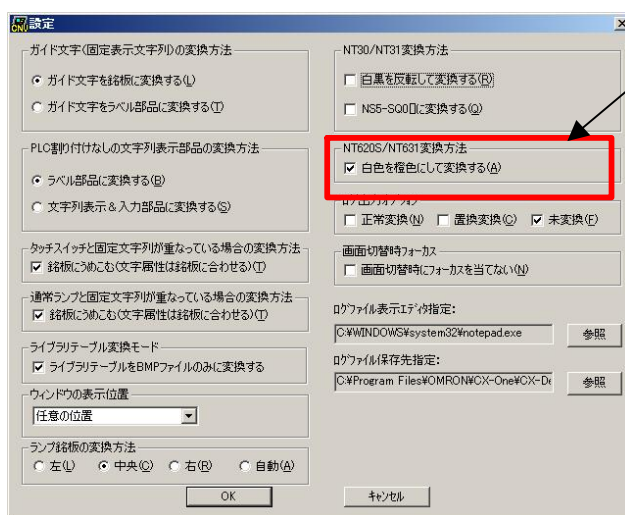 CNV 設定
ガイド文字(固定表示文字列)の変換方法
ガイド文字を銘板に変換する(L)
ガイド文字をラベル部品に変換する(T)
PLC割り付けなしの文字列表示部品の変換方法
ラベル部品に変換する(B)
文字列表示&入力部品に変換する(S)
タッチスイッチと固定文字列が重なっている場合の変換方法
銘板にうめこむ(文字属性は銘板に合わせる)(T)
通常ランプと固定文字列が重なっている場合の変換方法
銘板にうめこむ(文字属性は銘板に合わせる)(T)
ライブラリテーブル変換モード
ライブラリテーブルをBMPファイルのみに変換する
ウィンドウの表示位置
任意の位置
ランプ銘板の変換方法
左(L) 中央(C) 右(R) 自動(A)
NT30/NT31変換方法
白黒を反転して変換する(R)
NS5-SQ0□に変換する(Q)
NT620S/NT631変換方法
白色を橙色にして変換する(A)
ログ出力オプション
正常変換(N) 置換変換(C) 未変換(F)
画面切替時フォーカス
画面切替時にフォーカスを当てない(N)
ログファイル表示エディタ指定:
C:¥WINDOWS¥system32¥notepad.exe 参照
ログファイル保存先指定:
C:¥Program Files¥OMRON¥CX-One¥CX-De 参照
OK キャンセル